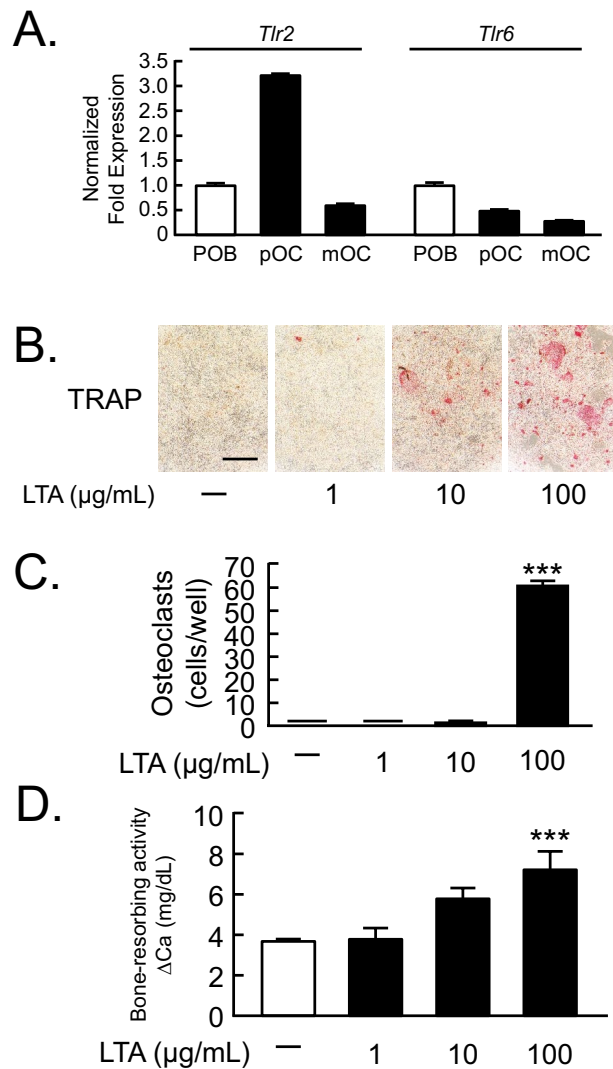 A.
Tlr2 Tlr6
Normalized
Fold Expression
3.5
3.0
2.5
2.0
1.5
1.0
0.5
0
POB pOC mOC POB pOC mOC
B.
TRAP
LTA (µg/mL) — 1 10 100
C.
Osteoclasts
(cells/well)
70
60
50
40
30
20
10
0
***
LTA (µg/mL) — 1 10 100
D.
Bone-resorbing activity
ΔCa (mg/dL)
10
8
6
4
2
0
***
LTA (µg/mL) — 1 10 100